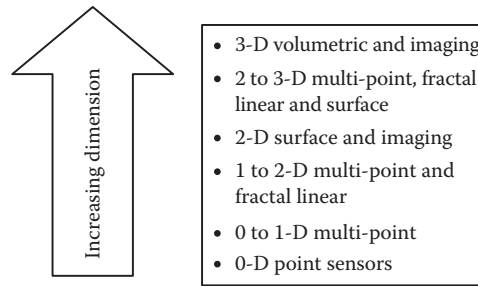 Increasing dimension
• 3-D volumetric and imaging
• 2 to 3-D multi-point, fractal
linear and surface
• 2-D surface and imaging
• 1 to 2-D multi-point and
fractal linear
• 0 to 1-D multi-point
• 0-D point sensors